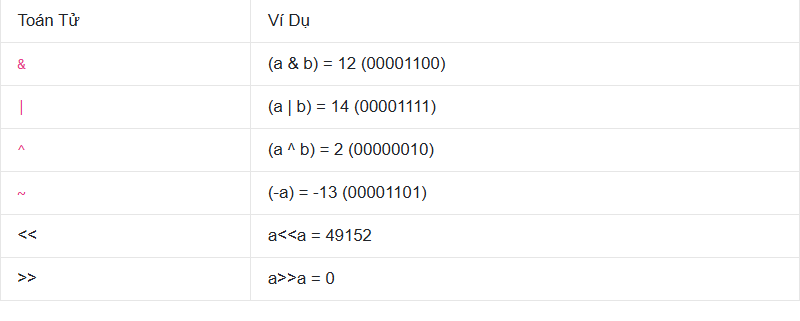 Toán Tử Ví Dụ
& (a & b) = 12 (00001100)
| (a | b) = 14 (00001111)
^ (a ^ b) = 2 (00000010)
~ (-a) = -13 (00001101)
<< a<<a = 49152
>> a>>a = 0